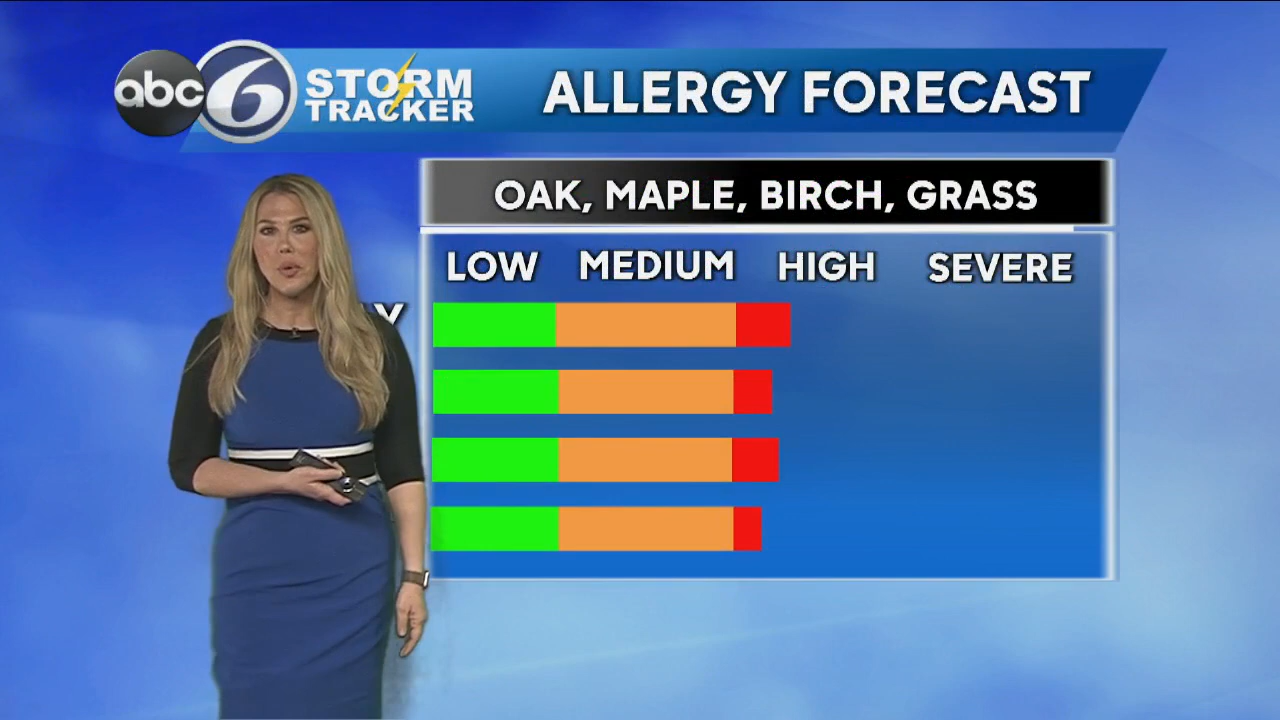 abc 6 STORM TRACKER
ALLERGY FORECAST
OAK, MAPLE, BIRCH, GRASS
LOW MEDIUM HIGH SEVERE
Y